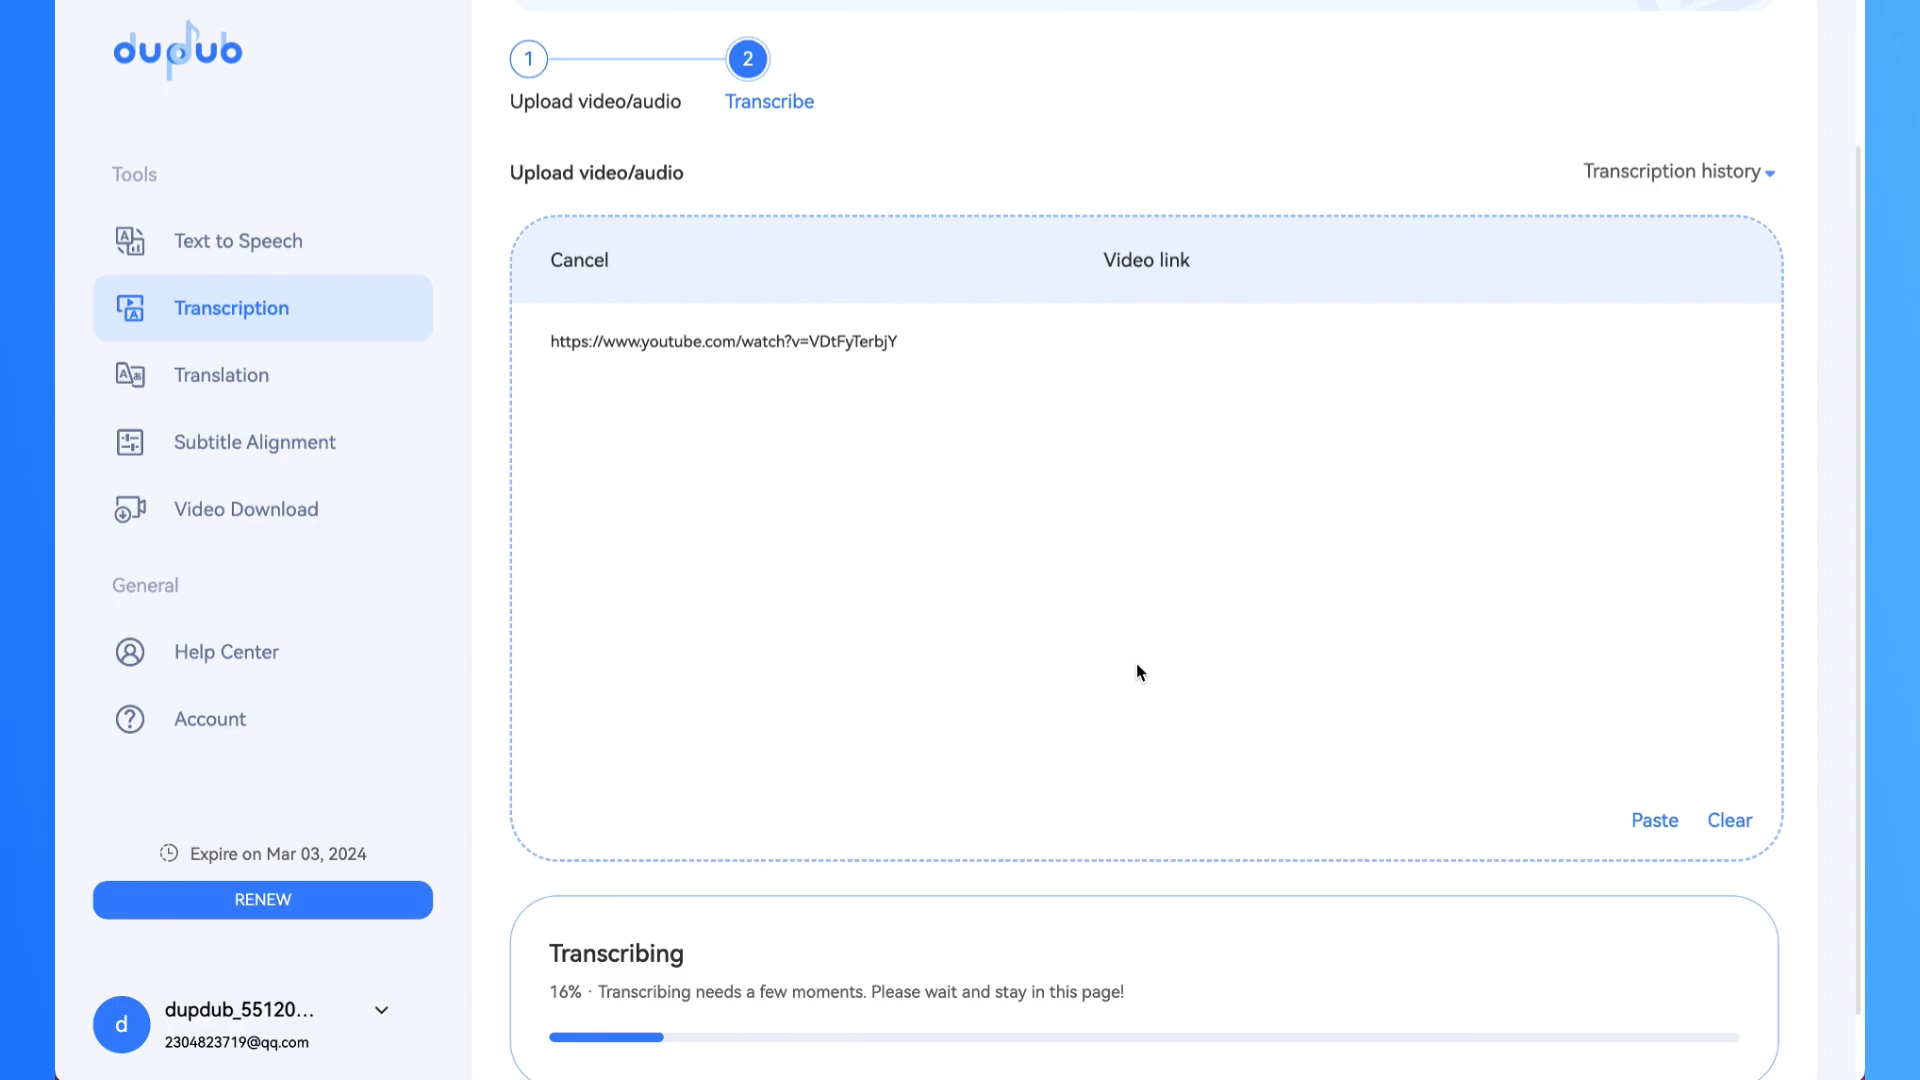 dupdub
Tools
Text to Speech
Transcription
Translation
Subtitle Alignment
Video Download
General
Help Center
Account
Expire on Mar 03, 2024
RENEW
d
dupdub_55120...
2304823719@qq.com
1
2
Upload video/audio
Transcribe
Upload video/audio
Transcription history
Cancel
Video link
https://www.youtube.com/watch?v=VDtFyTerbjY
Paste
Clear
Transcribing
16% · Transcribing needs a few moments. Please wait and stay in this page!